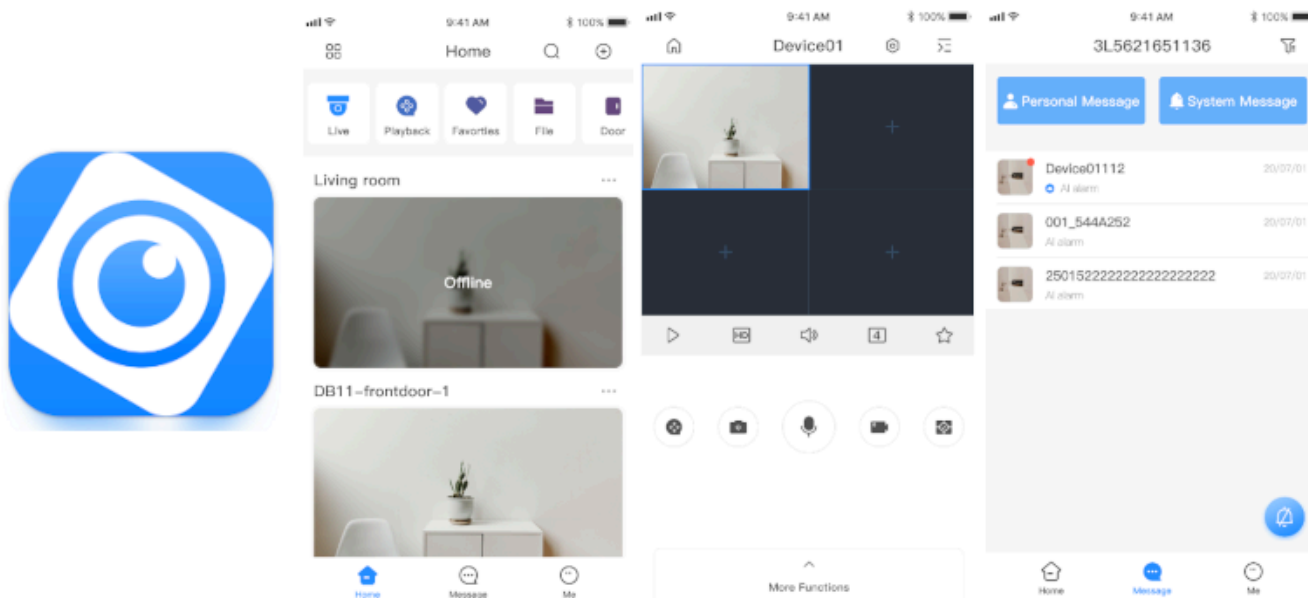 9:41 AM
100%
Home
Live
Playback
Favorties
File
Door
Living room
Offline
DB11-frontdoor-1
Home
Message
Me
9:41 AM
100%
Device01
HD
4
More Functions
9:41 AM
100%
3L5621651136
Personal Message
System Message
Device01112
20/07/01
AI alarm
001_544A252
20/07/01
AI alarm
2501522222222222222222
20/07/01
AI alarm
Home
Message
Me